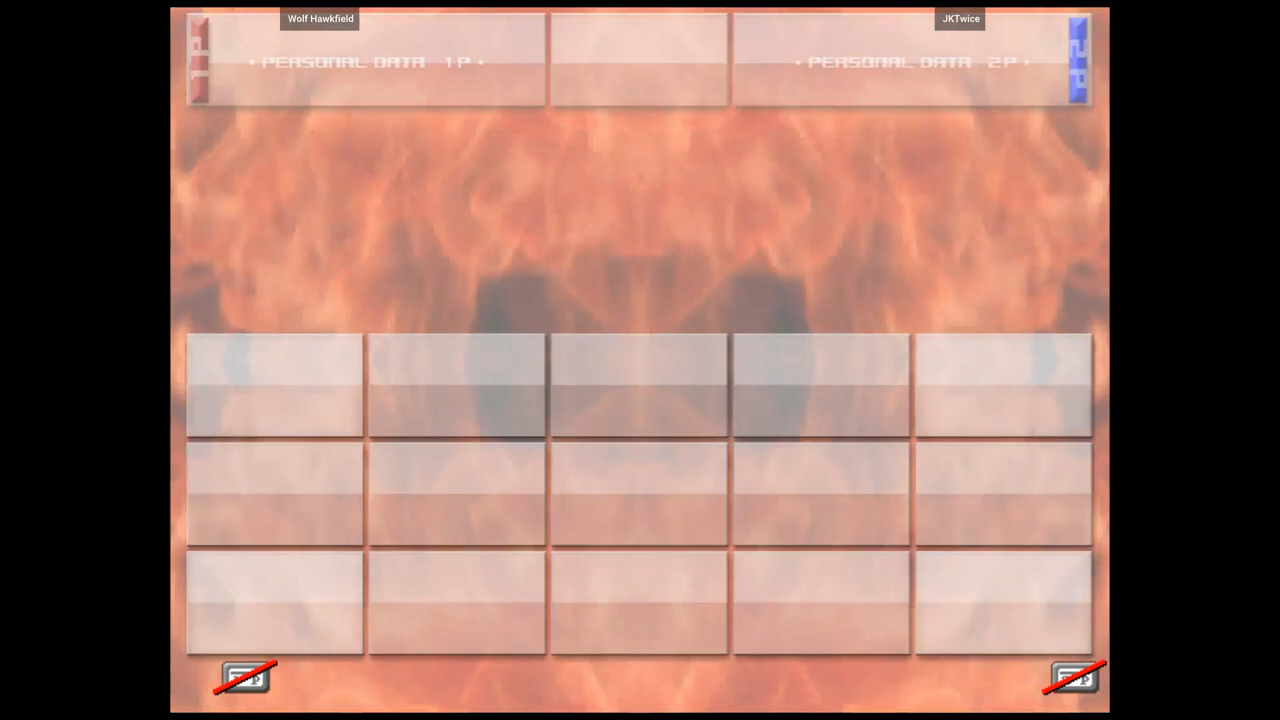 Wolf Hawkfield
JKTwice
1P
• PERSONAL DATA 1P •
• PERSONAL DATA 2P •
2P